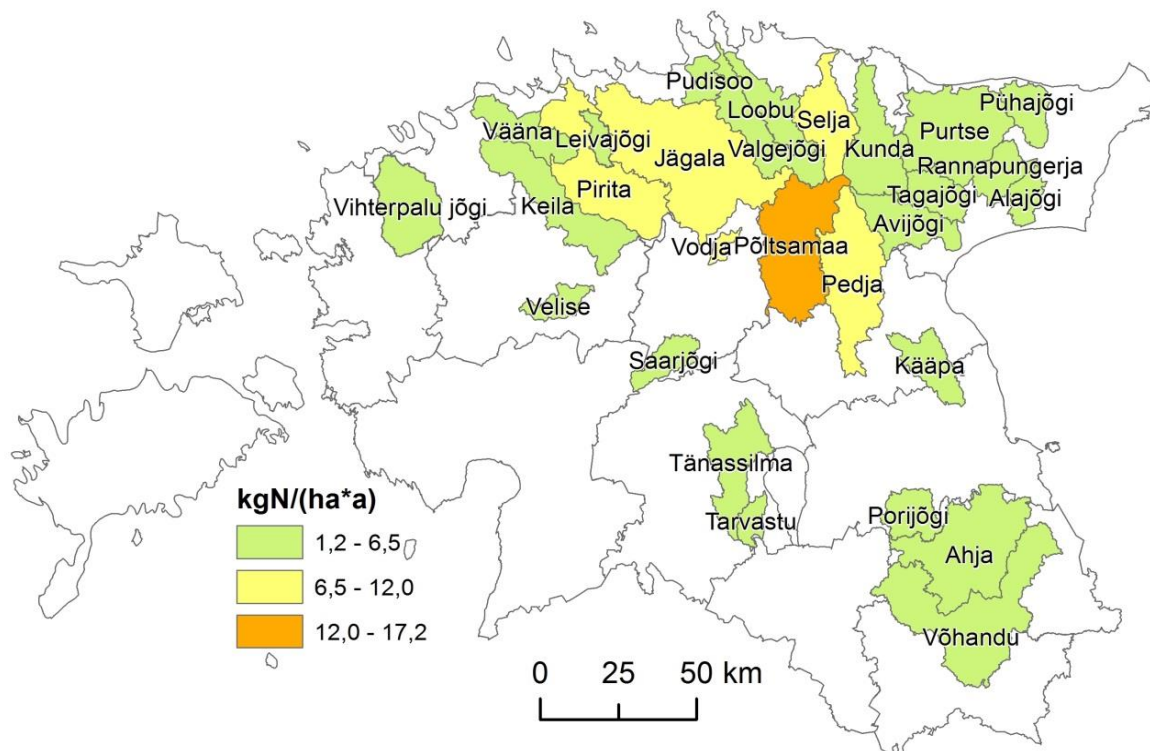 Pudisoo
Loobu
Selja
Pühajõgi
Vääna
Leivajõgi
Jägala
Valgejõgi
Kunda
Purtse
Rannapungerja
Pirita
Tagajõgi
Alajõgi
Vihterpalu jõgi
Keila
Avijõgi
Vodja
Põltsamaa
Pedja
Velise
Saarjõgi
Kääpa
Tänassilma
Tarvastu
Porijõgi
Ahja
Võhandu
kgN/(ha*a)
1,2 - 6,5
6,5 - 12,0
12,0 - 17,2
0 25 50 km